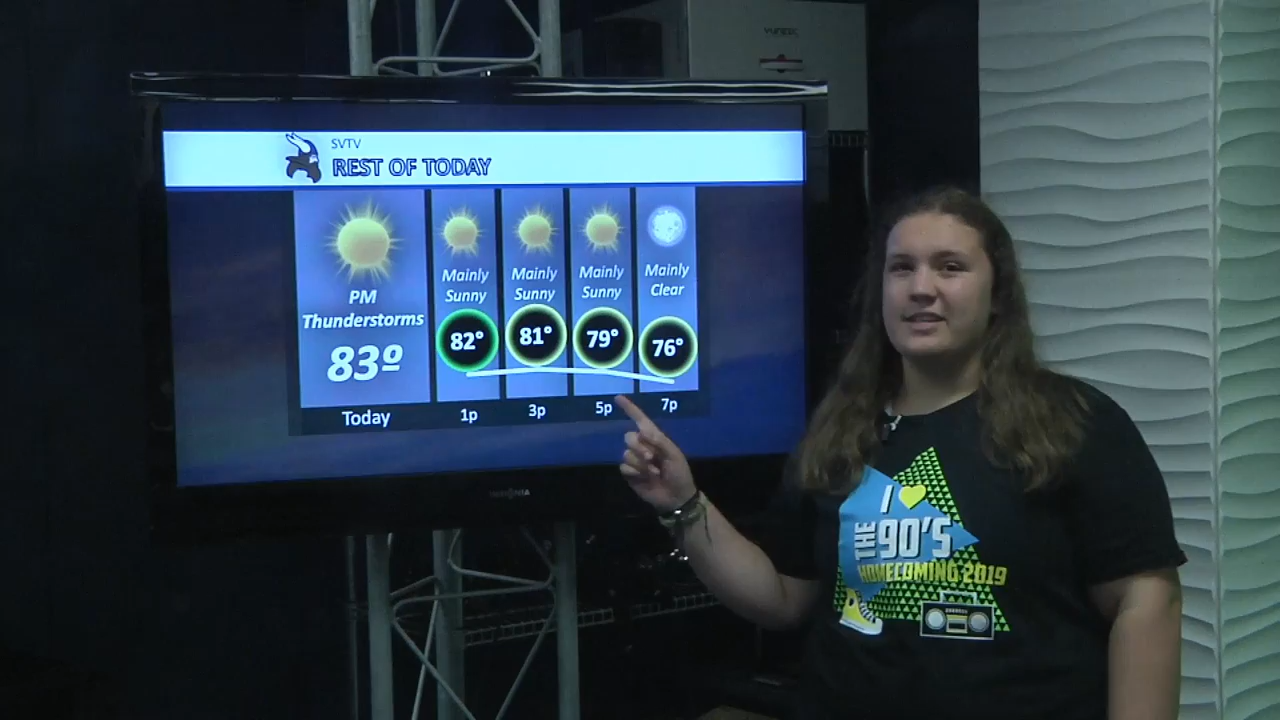 SVTV
REST OF TODAY
PM
Thunderstorms
83º
Today
Mainly
Sunny
82°
1p
Mainly
Sunny
81°
3p
Mainly
Sunny
79°
5p
Mainly
Clear
76°
7p
INSIGNIA
I
THE 90'S
HOMECOMING 2019